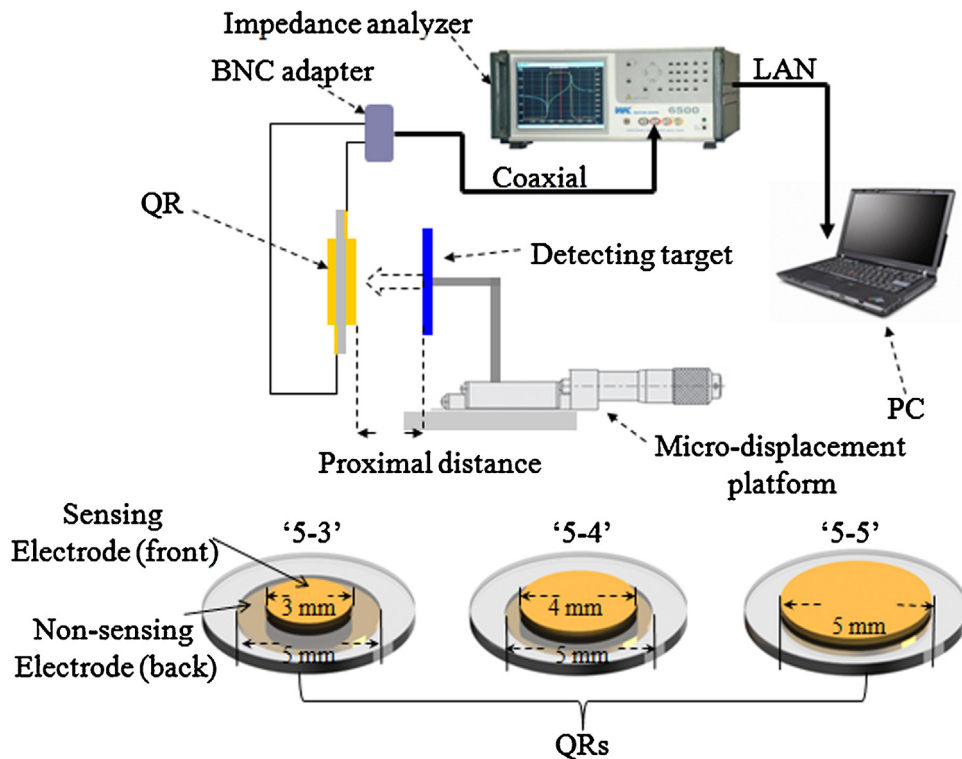 Impedance analyzer
BNC adapter
LAN
6500
Coaxial
QR
Detecting target
PC
Proximal distance
Micro-displacement
platform
Sensing
Electrode (front)
‘5-3’
‘5-4’
‘5-5’
3 mm
4 mm
5 mm
Non-sensing
Electrode (back)
5 mm
5 mm
QRs